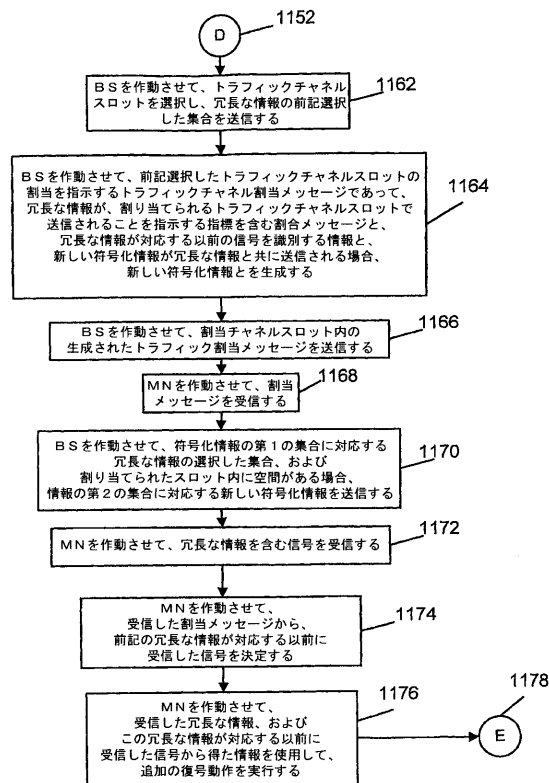 1152
D
BSを作動させて、トラフィックチャネル
スロットを選択し、冗長な情報の前記選択
した集合を送信する
1162
BSを作動させて、前記選択したトラフィックチャネルスロットの
割当を指示するトラフィックチャネル割当メッセージであって、
冗長な情報が、割り当てられるトラフィックチャネルスロットで
送信されることを指示する指標を含む割合メッセージと、
冗長な情報が対応する以前の信号を識別する情報と、
新しい符号化情報が冗長な情報と共に送信される場合、
新しい符号化情報とを生成する
1164
BSを作動させて、割当チャネルスロット内の
生成されたトラフィック割当メッセージを送信する
1166
MNを作動させて、割当
メッセージを受信する
1168
BSを作動させて、符号化情報の第1の集合に対応する
冗長な情報の選択した集合、および
割り当てられたスロット内に空間がある場合、
情報の第2の集合に対応する新しい符号化情報を送信する
1170
MNを作動させて、冗長な情報を含む信号を受信する
1172
MNを作動させて、
受信した割当メッセージから、
前記の冗長な情報が対応する以前に
受信した信号を決定する
1174
MNを作動させて、
受信した冗長な情報、および
この冗長な情報が対応する以前に
受信した信号から得た情報を使用して、
追加の復号動作を実行する
1176
1178
E